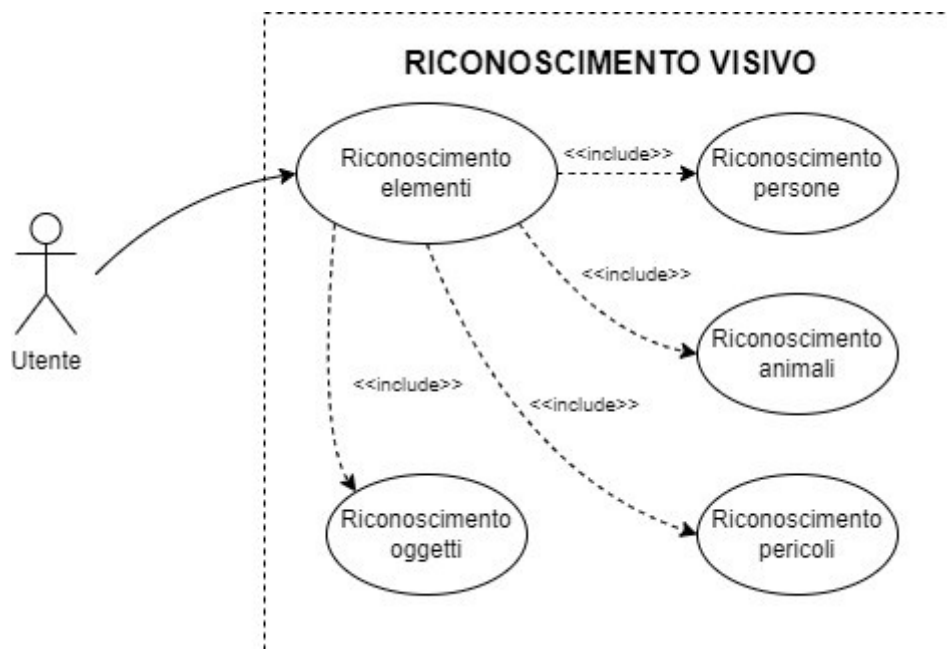 RICONOSCIMENTO VISIVO
Riconoscimento
elementi
<<include>>
Riconoscimento
persone
<<include>>
Utente
Riconoscimento
animali
<<include>>
<<include>>
Riconoscimento
oggetti
Riconoscimento
pericoli